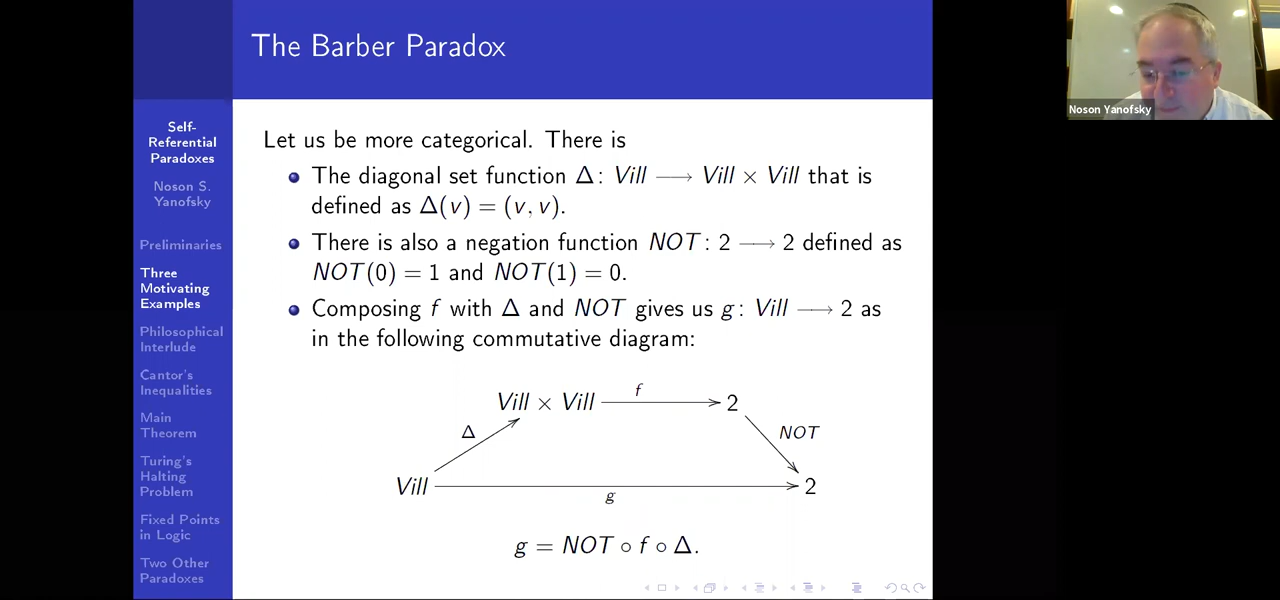 The Barber Paradox
Self-
Referential
Paradoxes
Noson S.
Yanofsky
Preliminaries
Three
Motivating
Examples
Philosophical
Interlude
Cantor's
Inequalities
Main
Theorem
Turing's
Halting
Problem
Fixed Points
in Logic
Two Other
Paradoxes
Let us be more categorical. There is
The diagonal set function Δ: Vill ⟶ Vill × Vill that is
defined as Δ(v) = (v, v).
There is also a negation function NOT: 2 ⟶ 2 defined as
NOT(0) = 1 and NOT(1) = 0.
Composing f with Δ and NOT gives us g: Vill ⟶ 2 as
in the following commutative diagram:
f
Vill × Vill 2
Δ NOT
Vill 2
g
g = NOT ∘ f ∘ Δ.
Noson Yanofsky